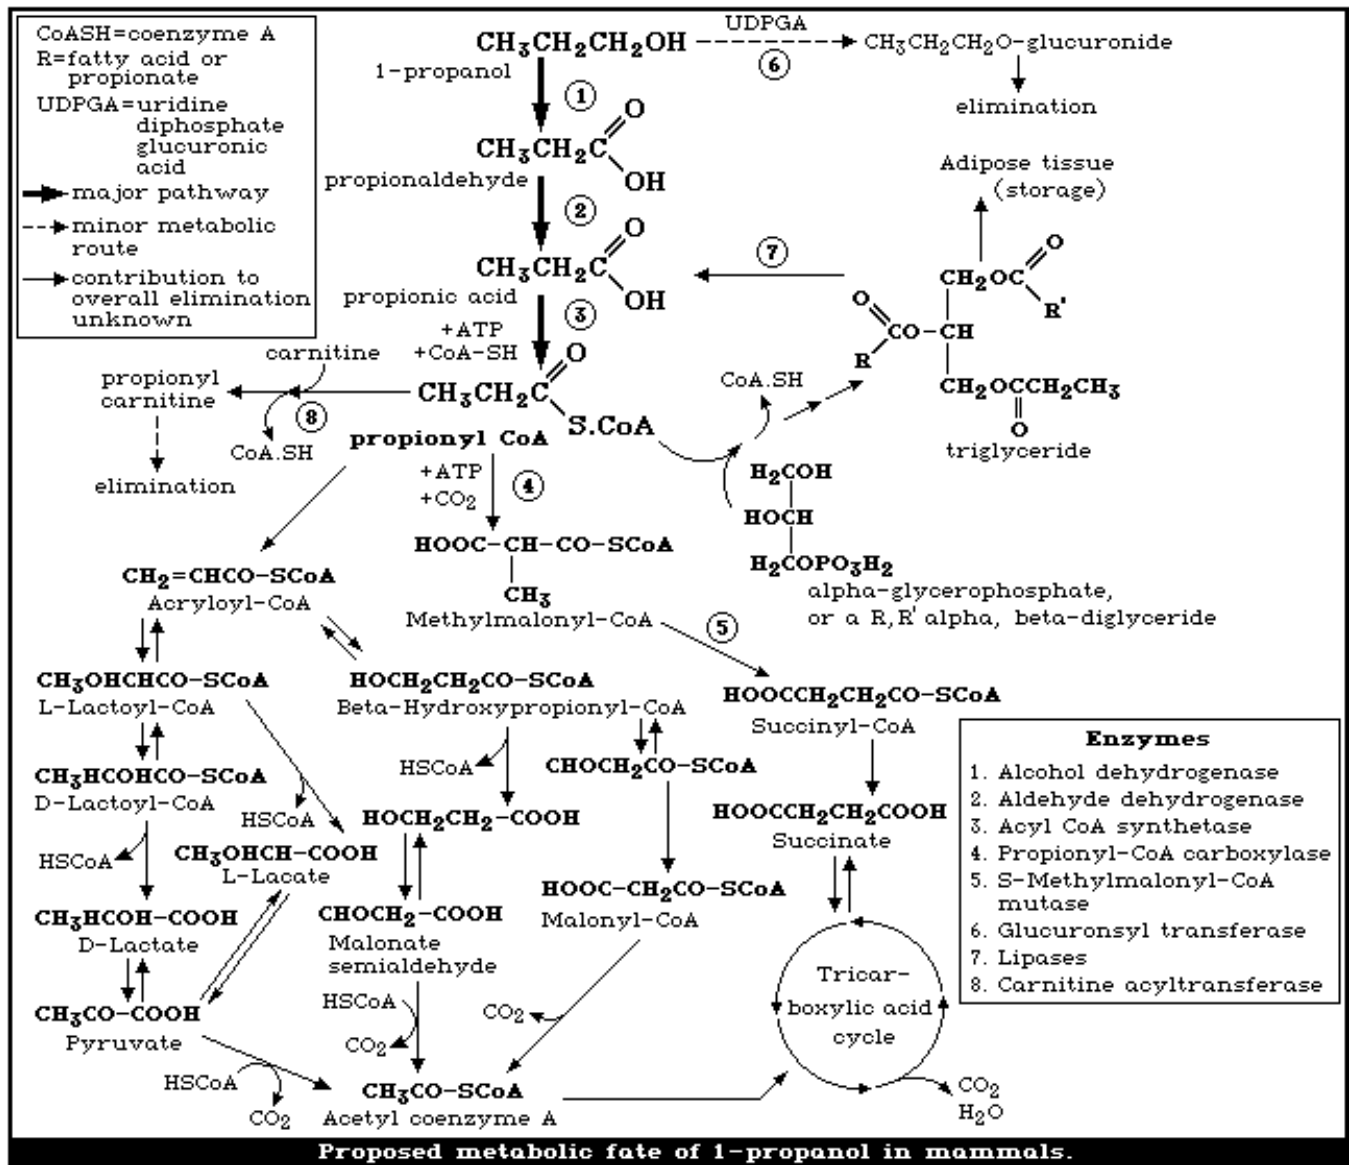 CoASH=coenzyme A
R=fatty acid or
propionate
UDPGA=uridine
diphosphate
glucuronic
acid
major pathway
minor metabolic
route
contribution to
overall elimination
unknown
CH₃CH₂CH₂OH
1-propanol
UDPGA
6
CH₃CH₂CH₂O-glucuronide
elimination
1
CH₃CH₂C
O
OH
propionaldehyde
2
CH₃CH₂C
O
OH
propionic acid
3
+ATP
+CoA-SH
7
Adipose tissue
(storage)
CH₂OC
O
R'
O
CO-CH
R
CH₂OCCH₂CH₃
O
triglyceride
carnitine
propionyl
carnitine
8
CoA.SH
elimination
CH₃CH₂C
O
S.CoA
propionyl CoA
CoA.SH
H₂COH
HOCH
H₂COPO₃H₂
alpha-glycerophosphate,
or a R,R' alpha, beta-diglyceride
+ATP
+CO₂
4
HOOC-CH-CO-SCoA
CH₃
Methylmalonyl-CoA
5
CH₂=CHCO-SCoA
Acryloyl-CoA
CH₃OHCHCO-SCoA
L-Lactoyl-CoA
HOCH₂CH₂CO-SCoA
Beta-Hydroxypropionyl-CoA
HOOCCH₂CH₂CO-SCoA
Succinyl-CoA
CH₃HCOHCO-SCoA
D-Lactoyl-CoA
HSCoA
HSCoA
CHOCH₂CO-SCoA
HSCoA
CH₃OHCH-COOH
L-Lacate
HOCH₂CH₂-COOH
HOOCCH₂CH₂COOH
Succinate
CH₃HCOH-COOH
D-Lactate
CHOCH₂-COOH
Malonate
semialdehyde
HOOC-CH₂CO-SCoA
Malonyl-CoA
CH₃CO-COOH
Pyruvate
HSCoA
CO₂
HSCoA
CO₂
CO₂
CH₃CO-SCoA
Acetyl coenzyme A
Tricar-
boxylic acid
cycle
CO₂
H₂O
Enzymes
1. Alcohol dehydrogenase
2. Aldehyde dehydrogenase
3. Acyl CoA synthetase
4. Propionyl-CoA carboxylase
5. S-Methylmalonyl-CoA
mutase
6. Glucuronsyl transferase
7. Lipases
8. Carnitine acyltransferase
Proposed metabolic fate of 1-propanol in mammals.